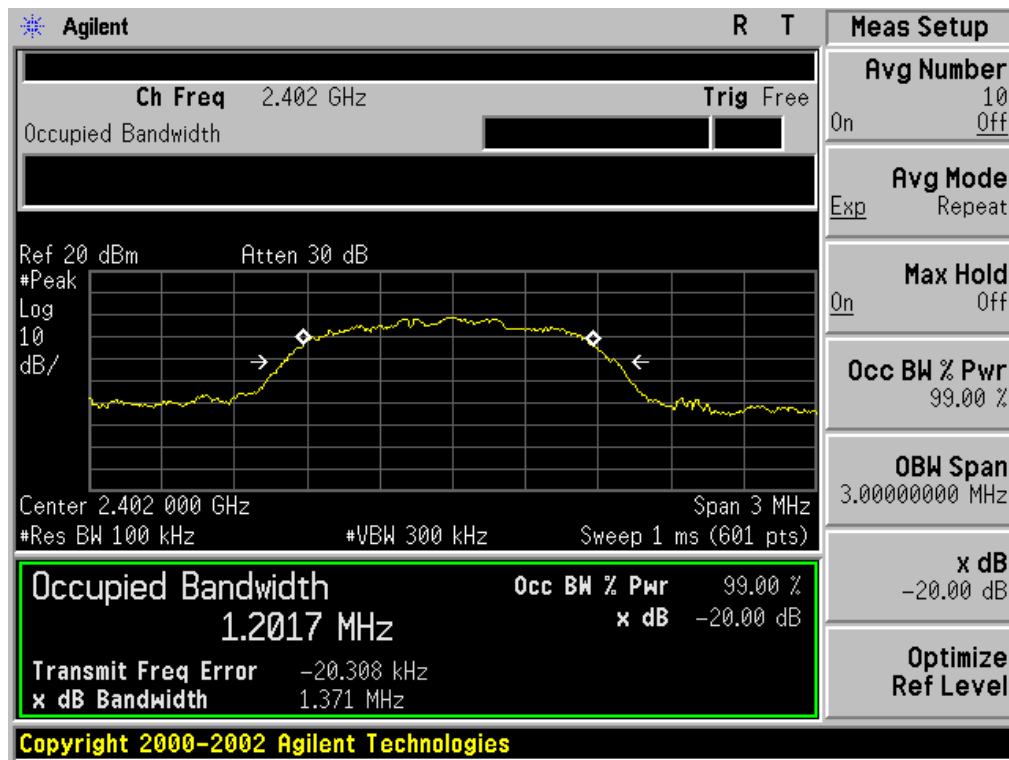 Agilent R T Meas Setup
Ch Freq 2.402 GHz Trig Free
Occupied Bandwidth
Ref 20 dBm Atten 30 dB
#Peak
Log
10
dB/
Center 2.402 000 GHz Span 3 MHz
#Res BW 100 kHz #VBW 300 kHz Sweep 1 ms (601 pts)
Occupied Bandwidth Occ BW % Pwr 99.00 %
1.2017 MHz x dB -20.00 dB
Transmit Freq Error -20.308 kHz
x dB Bandwidth 1.371 MHz
Copyright 2000-2002 Agilent Technologies
Avg Number
10
On Off
Avg Mode
Exp Repeat
Max Hold
On Off
Occ BW % Pwr
99.00 %
OBW Span
3.00000000 MHz
x dB
-20.00 dB
Optimize
Ref Level